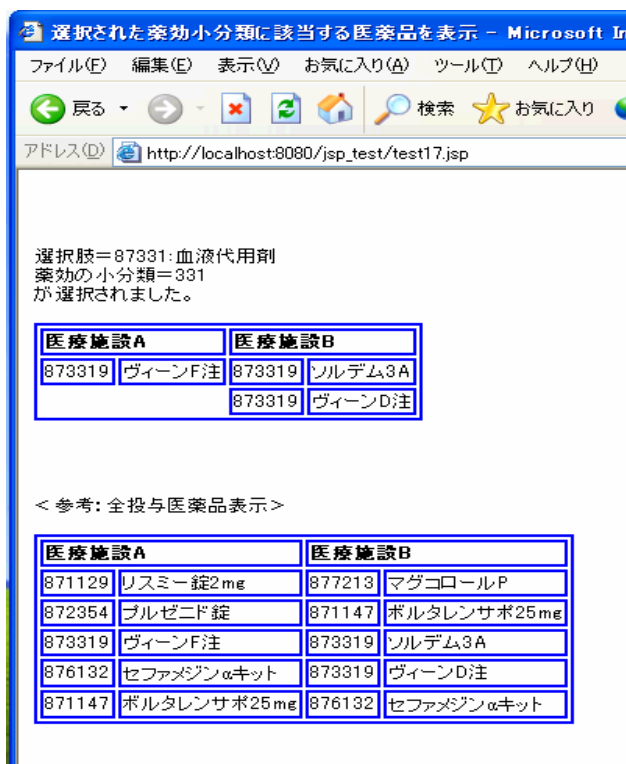 選択された薬効小分類に該当する医薬品を表示 - Microsoft In
ファイル(F) 編集(E) 表示(V) お気に入り(A) ツール(T) ヘルプ(H)
戻る 検索 お気に入り
アドレス(D) http://localhost:8080/jsp_test/test17.jsp
選択肢=87331:血液代用剤
薬効の小分類=331
が選択されました。
医療施設A 医療施設B
873319 ヴィーンF注 873319 ソルデム3A
873319 ヴィーンD注
<参考:全投与医薬品表示>
医療施設A 医療施設B
871129 リスミー錠2mg 877213 マグコロールP
872354 プルゼニド錠 871147 ボルタレンサポ25mg
873319 ヴィーンF注 873319 ソルデム3A
876132 セファメジンαキット 873319 ヴィーンD注
871147 ボルタレンサポ25mg 876132 セファメジンαキット